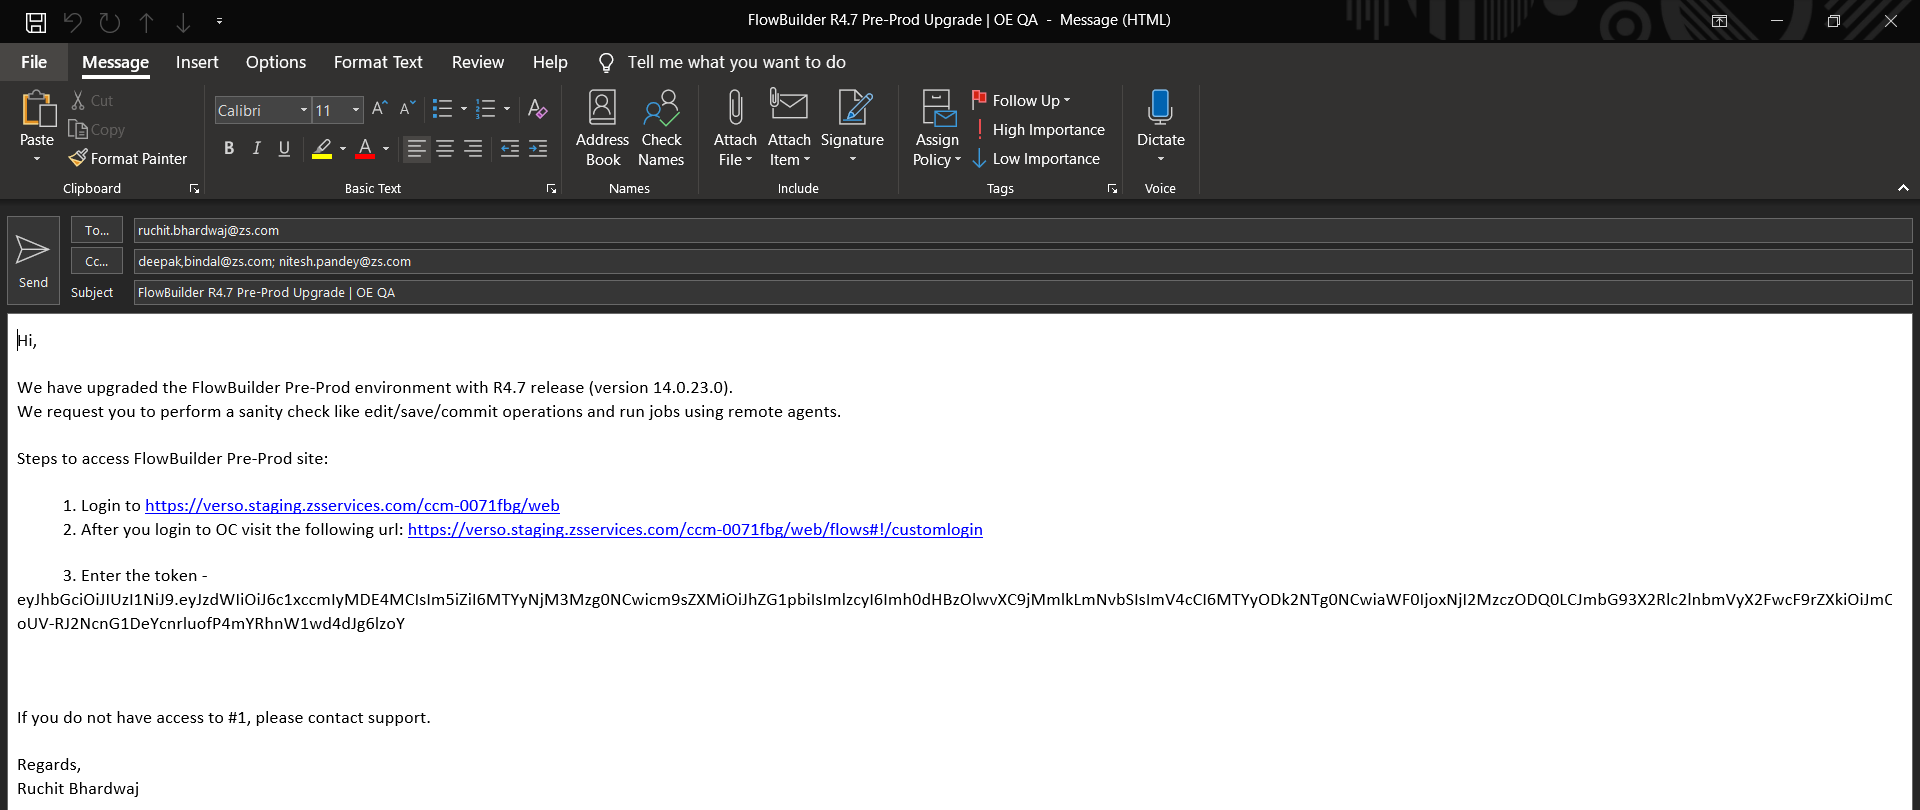 FlowBuilder R4.7 Pre-Prod Upgrade | OE QA - Message (HTML)
File Message Insert Options Format Text Review Help Tell me what you want to do
Paste
Cut
Copy
Format Painter
Clipboard
Calibri 11
B I U A
Basic Text
Address Book
Check Names
Names
Attach File
Attach Item
Signature
Include
Assign Policy
Follow Up
High Importance
Low Importance
Tags
Dictate
Voice
Send
To... ruchit.bhardwaj@zs.com
Cc... deepak,bindal@zs.com; nitesh.pandey@zs.com
Subject FlowBuilder R4.7 Pre-Prod Upgrade | OE QA
Hi,
We have upgraded the FlowBuilder Pre-Prod environment with R4.7 release (version 14.0.23.0).
We request you to perform a sanity check like edit/save/commit operations and run jobs using remote agents.
Steps to access FlowBuilder Pre-Prod site:
1. Login to https://verso.staging.zsservices.com/ccm-0071fbg/web
2. After you login to OC visit the following url: https://verso.staging.zsservices.com/ccm-0071fbg/web/flows#!/customlogin
3. Enter the token -
If you do not have access to #1, please contact support.
Regards,
Ruchit Bhardwaj